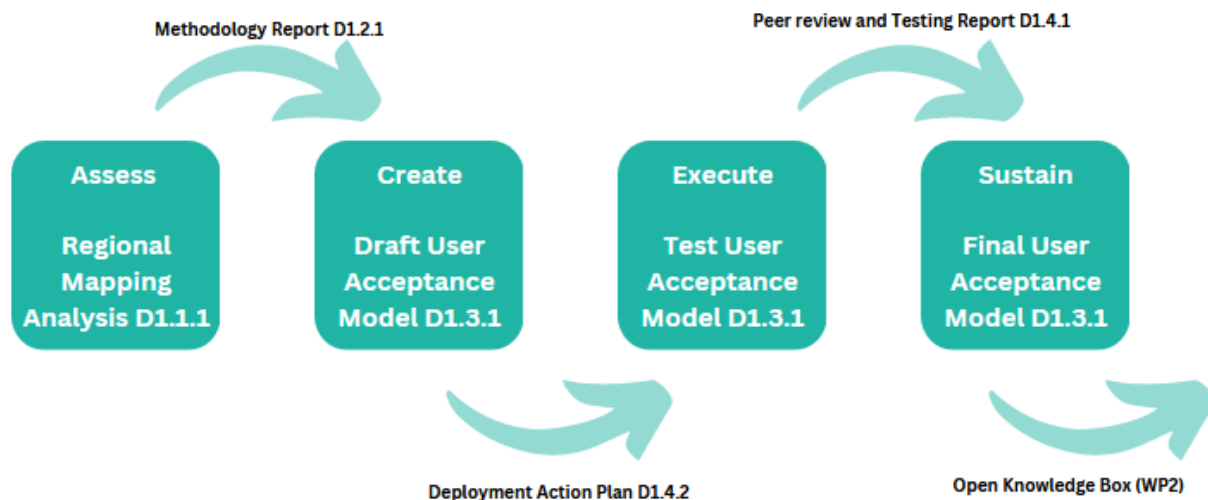 Methodology Report D1.2.1
Peer review and Testing Report D1.4.1
Assess
Regional
Mapping
Analysis D1.1.1
Create
Draft User
Acceptance
Model D1.3.1
Execute
Test User
Acceptance
Model D1.3.1
Sustain
Final User
Acceptance
Model D1.3.1
Deployment Action Plan D1.4.2
Open Knowledge Box (WP2)